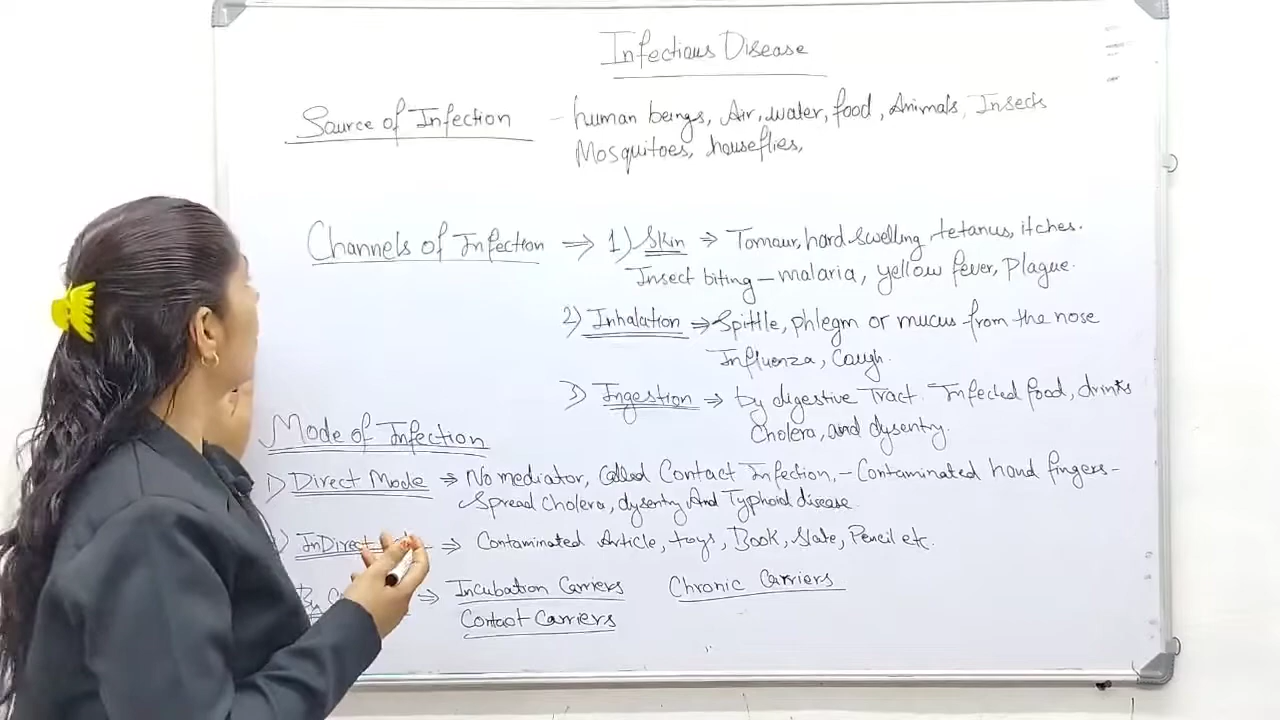 Infectious Disease
Source of Infection - human beings, Air, water, food, Animals, Insects
Mosquitoes, houseflies,
Channels of Infection ⇒ 1) Skin ⇒ Tomour, hard swelling tetanus, itches.
Insect biting - malaria, yellow fever, Plague.
2) Inhalation ⇒ Spittle, phlegm or mucus from the nose
Influenza, Cough.
3) Ingestion → by digestive Tract. Infected food, drinks
Cholera, and dysentry.
Mode of Infection
1) Direct Mode ⇒ No mediator, Called Contact Infection, - Contaminated hand fingers -
Spread Cholera, dysentry And Typhoid disease
) InDirect ⇒ Contaminated Article, toys, Book, Slate, Pencil etc.
By ⇒ Incubation Carriers Chronic Carriers
Contact Carriers